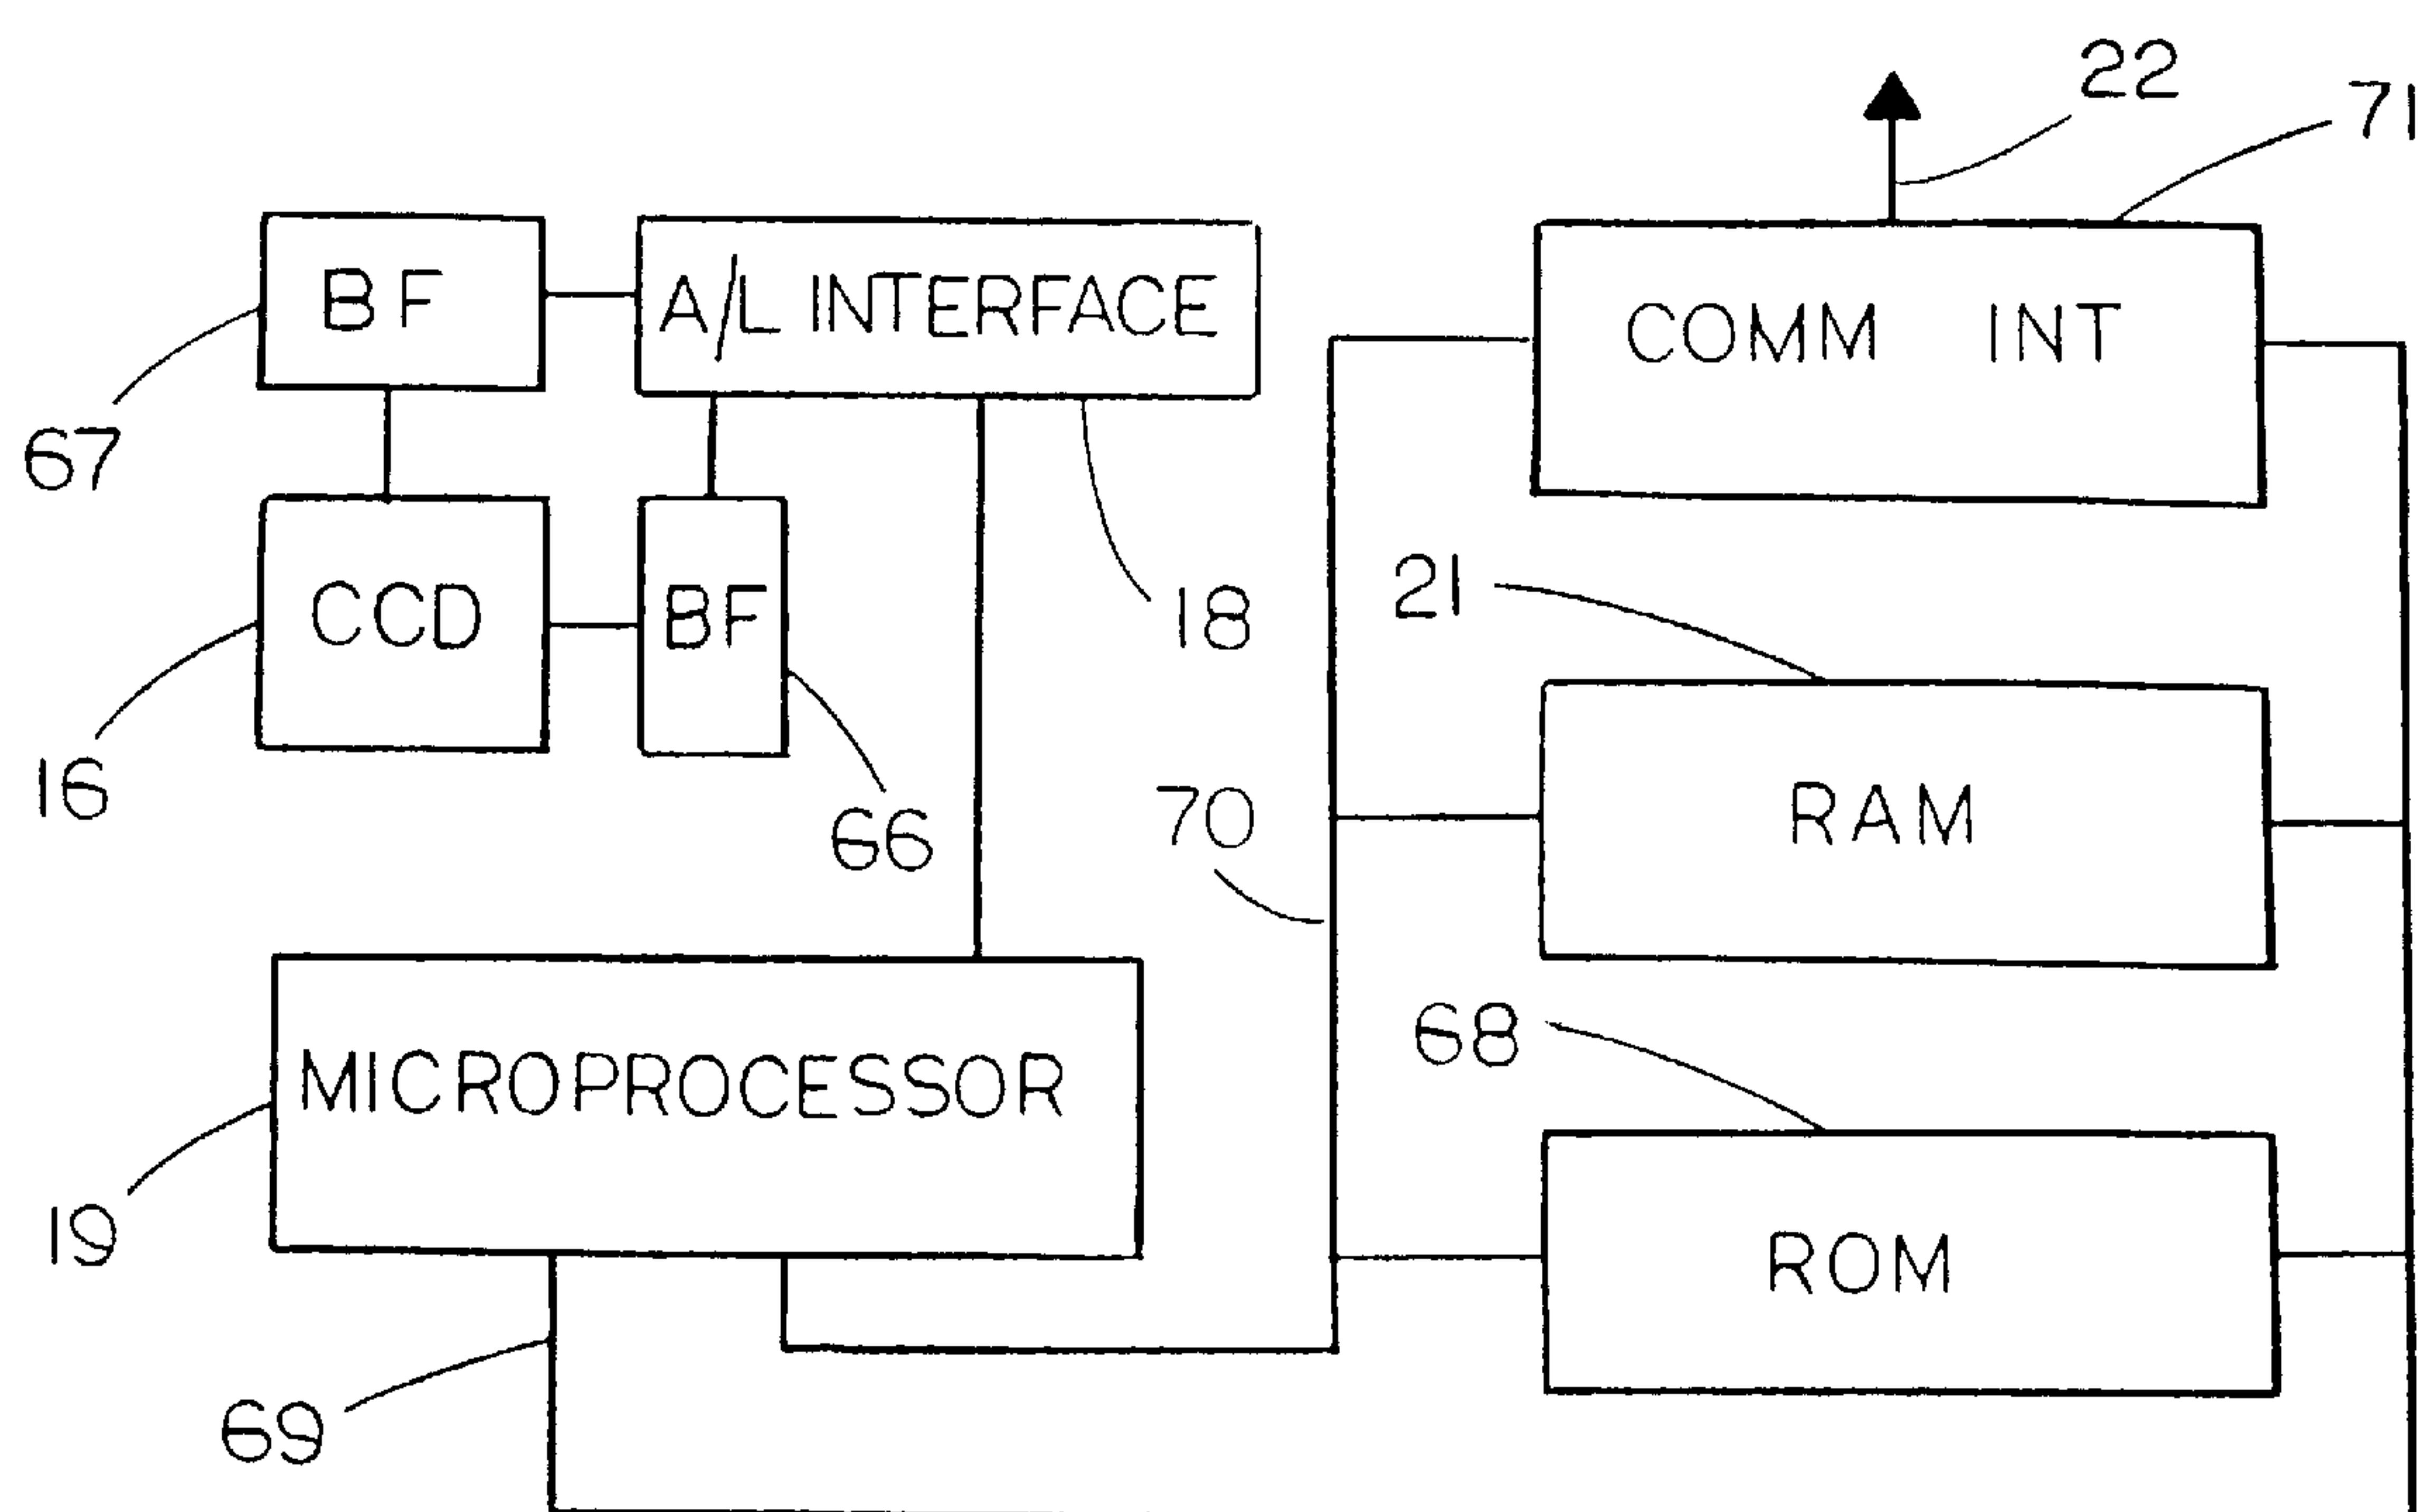 22
71
BF
A/L INTERFACE
COMM INT
67
CCD
BF
21
18
16
66
70
RAM
68
MICROPROCESSOR
19
ROM
69